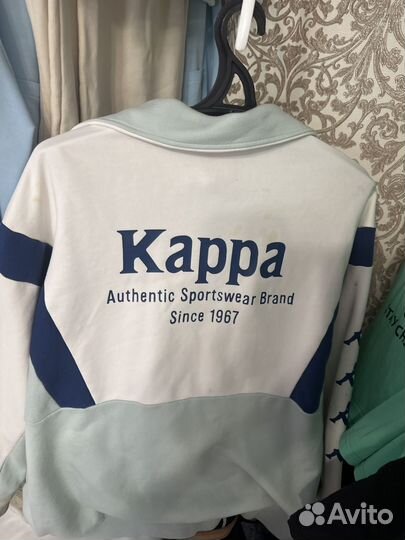 Kappa
Authentic Sportswear Brand
Since 1967
Avito